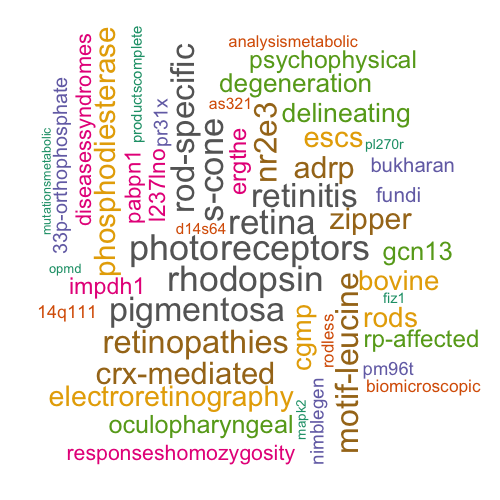 analysismetabolic
psychophysical
degeneration
as321
delineating
escs
pl270r
adrp
bukharan
retinitis
fundi
retina
zipper
d14s64
photoreceptors
gcn13
opmd
rhodopsin
impdh1
bovine
fiz1
14q111
pigmentosa
rods
retinopathies
rp-affected
crx-mediated
pm96t
biomicroscopic
electroretinography
oculopharyngeal
responseshomozygosity
mutationsmetabolic
33p-orthophosphate
diseasessyndromes
phosphodiesterase
productscomplete
pabpn1
l237lno
pr31x
rod-specific
s-cone
ergthe
nr2e3
cgmp
rodless
motif-leucine
mapk2
nimblegen